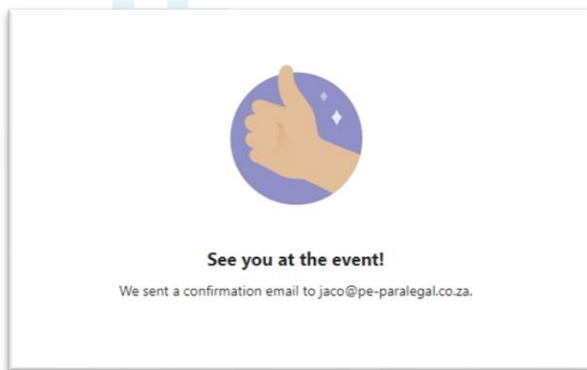 See you at the event!
We sent a confirmation email to jaco@pe-paralegal.co.za.